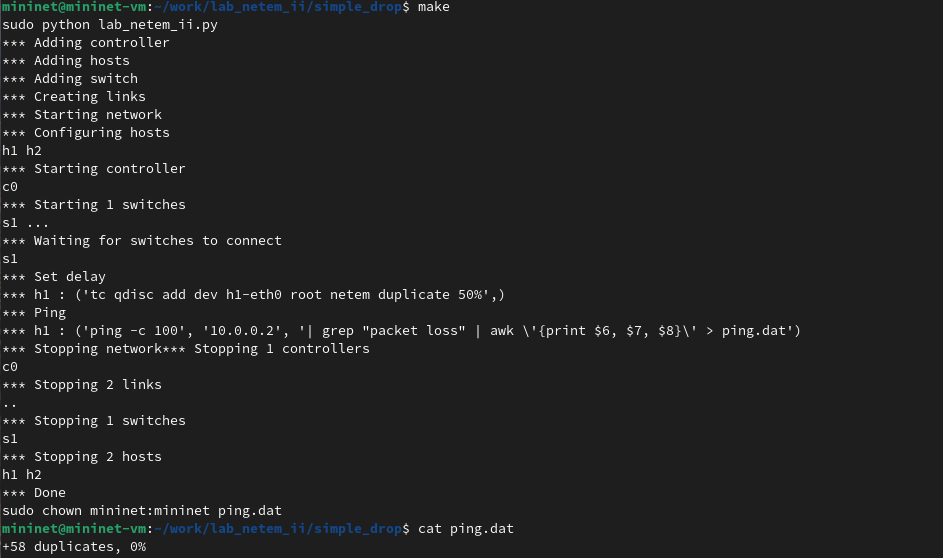 mininet@mininet-vm:~/work/lab_netem_ii/simple_drop$ make
sudo python lab_netem_ii.py
*** Adding controller
*** Adding hosts
*** Adding switch
*** Creating links
*** Starting network
*** Configuring hosts
h1 h2
*** Starting controller
c0
*** Starting 1 switches
s1 ...
*** Waiting for switches to connect
s1
*** Set delay
*** h1 : ('tc qdisc add dev h1-eth0 root netem duplicate 50%',)
*** Ping
*** h1 : ('ping -c 100', '10.0.0.2', '| grep "packet loss" | awk \'{print $6, $7, $8}\' > ping.dat')
*** Stopping network*** Stopping 1 controllers
c0
*** Stopping 2 links
..
*** Stopping 1 switches
s1
*** Stopping 2 hosts
h1 h2
*** Done
sudo chown mininet:mininet ping.dat
mininet@mininet-vm:~/work/lab_netem_ii/simple_drop$ cat ping.dat
+58 duplicates, 0%